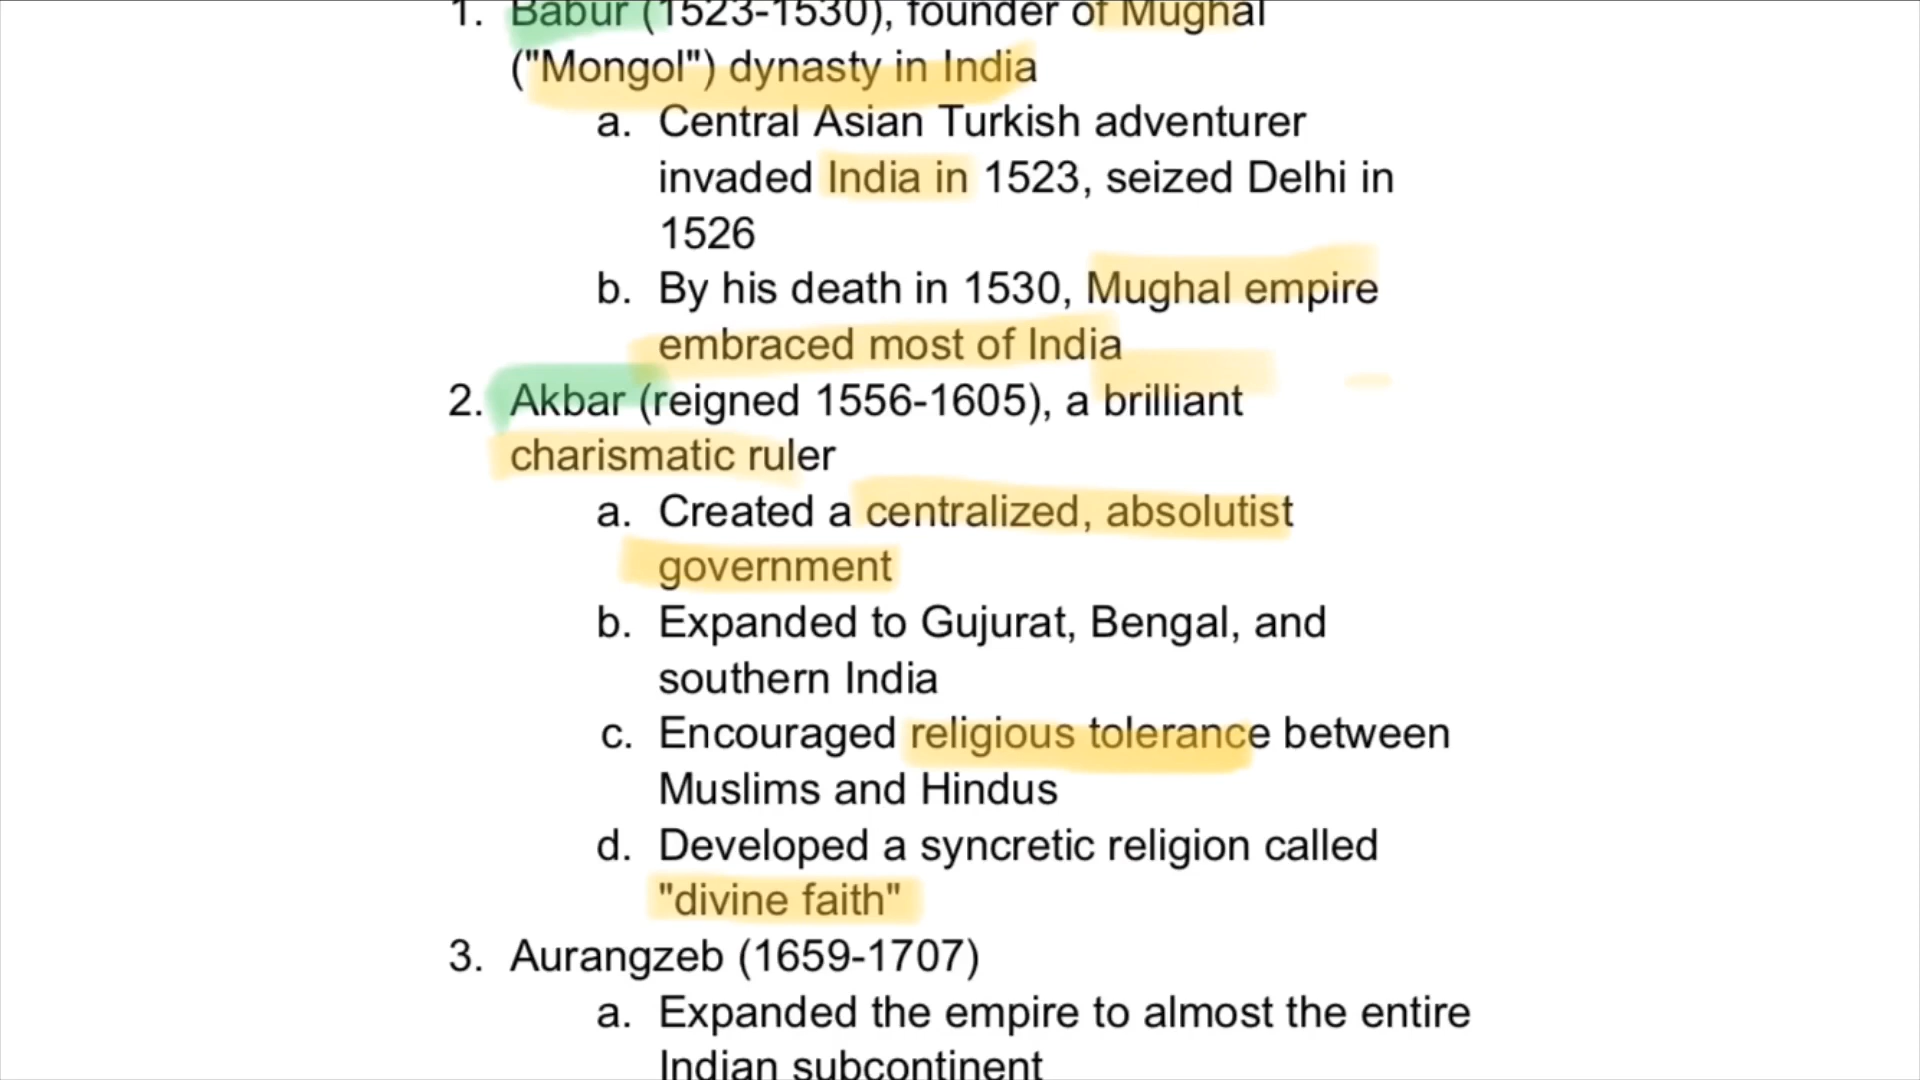 1. Babur (1523-1530), founder of Mughal
("Mongol") dynasty in India
a. Central Asian Turkish adventurer
invaded India in 1523, seized Delhi in
1526
b. By his death in 1530, Mughal empire
embraced most of India
2. Akbar (reigned 1556-1605), a brilliant
charismatic ruler
a. Created a centralized, absolutist
government
b. Expanded to Gujurat, Bengal, and
southern India
c. Encouraged religious tolerance between
Muslims and Hindus
d. Developed a syncretic religion called
"divine faith"
3. Aurangzeb (1659-1707)
a. Expanded the empire to almost the entire
Indian subcontinent